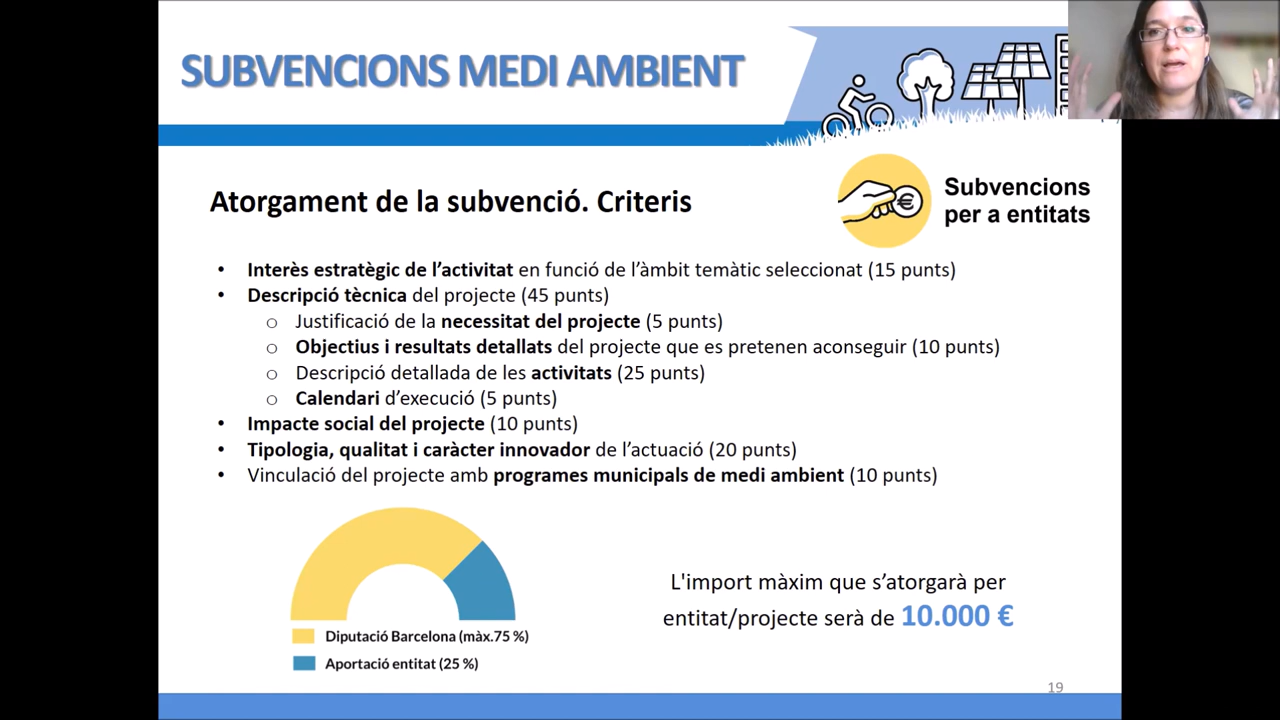 SUBVENCIONS MEDI AMBIENT
Atorgament de la subvenció. Criteris
Subvencions
per a entitats
• Interès estratègic de l’activitat en funció de l’àmbit temàtic seleccionat (15 punts)
• Descripció tècnica del projecte (45 punts)
o Justificació de la necessitat del projecte (5 punts)
o Objectius i resultats detallats del projecte que es pretenen aconseguir (10 punts)
o Descripció detallada de les activitats (25 punts)
o Calendari d’execució (5 punts)
• Impacte social del projecte (10 punts)
• Tipologia, qualitat i caràcter innovador de l’actuació (20 punts)
• Vinculació del projecte amb programes municipals de medi ambient (10 punts)
L'import màxim que s’atorgarà per
entitat/projecte serà de 10.000 €
Diputació Barcelona (màx.75 %)
Aportació entitat (25 %)
19